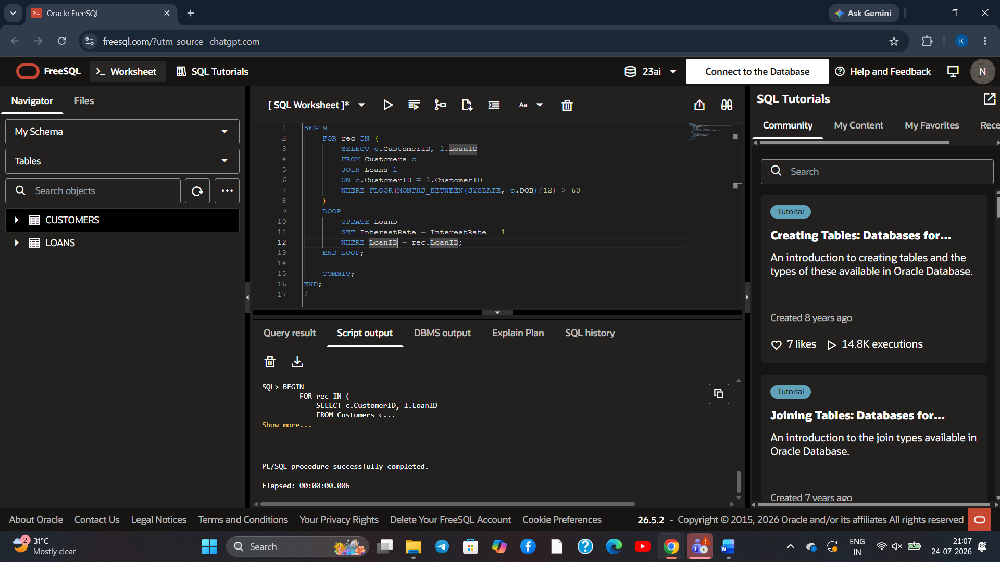 Oracle FreeSQL
Ask Gemini
freesql.com/?utm_source=chatgpt.com
K
FreeSQL
>_ Worksheet
SQL Tutorials
23ai
Connect to the Database
Help and Feedback
N
Navigator
Files
My Schema
Tables
Search objects
CUSTOMERS
LOANS
[ SQL Worksheet ]*
Aa
1 BEGIN
2 FOR rec IN (
3 SELECT c.CustomerID, l.LoanID
4 FROM Customers c
5 JOIN Loans l
6 ON c.CustomerID = l.CustomerID
7 WHERE FLOOR(MONTHS_BETWEEN(SYSDATE, c.DOB)/12) > 60
8 )
9 LOOP
10 UPDATE Loans
11 SET InterestRate = InterestRate - 1
12 WHERE LoanID = rec.LoanID;
13 END LOOP;
14
15 COMMIT;
16 END;
17 /
Query result
Script output
DBMS output
Explain Plan
SQL history
SQL> BEGIN
FOR rec IN (
SELECT c.CustomerID, l.LoanID
FROM Customers c...
Show more...
PL/SQL procedure successfully completed.
Elapsed: 00:00:00.006
SQL Tutorials
Community
My Content
My Favorites
Rece
Search
Tutorial
Creating Tables: Databases for...
An introduction to creating tables and the
types of these available in Oracle Database.
Created 8 years ago
7 likes
14.8K executions
Tutorial
Joining Tables: Databases for...
An introduction to the join types available in
Oracle Database.
Created 7 years ago
About Oracle
Contact Us
Legal Notices
Terms and Conditions
Your Privacy Rights
Delete Your FreeSQL Account
Cookie Preferences
26.5.2 - Copyright © 2015, 2026 Oracle and/or its affiliates All rights reserved
2
31°C
Mostly clear
Search
ENG
IN
21:07
24-07-2026